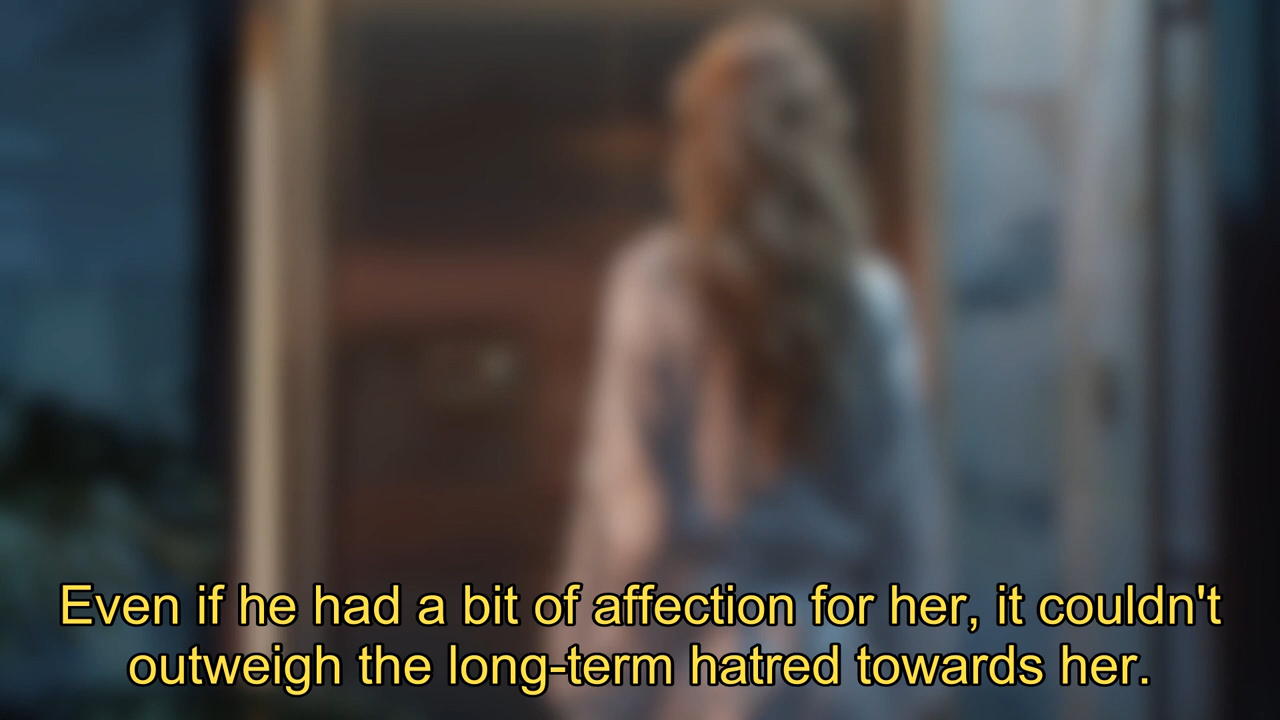 Even if he had a bit of affection for her, it couldn't
outweigh the long-term hatred towards her.